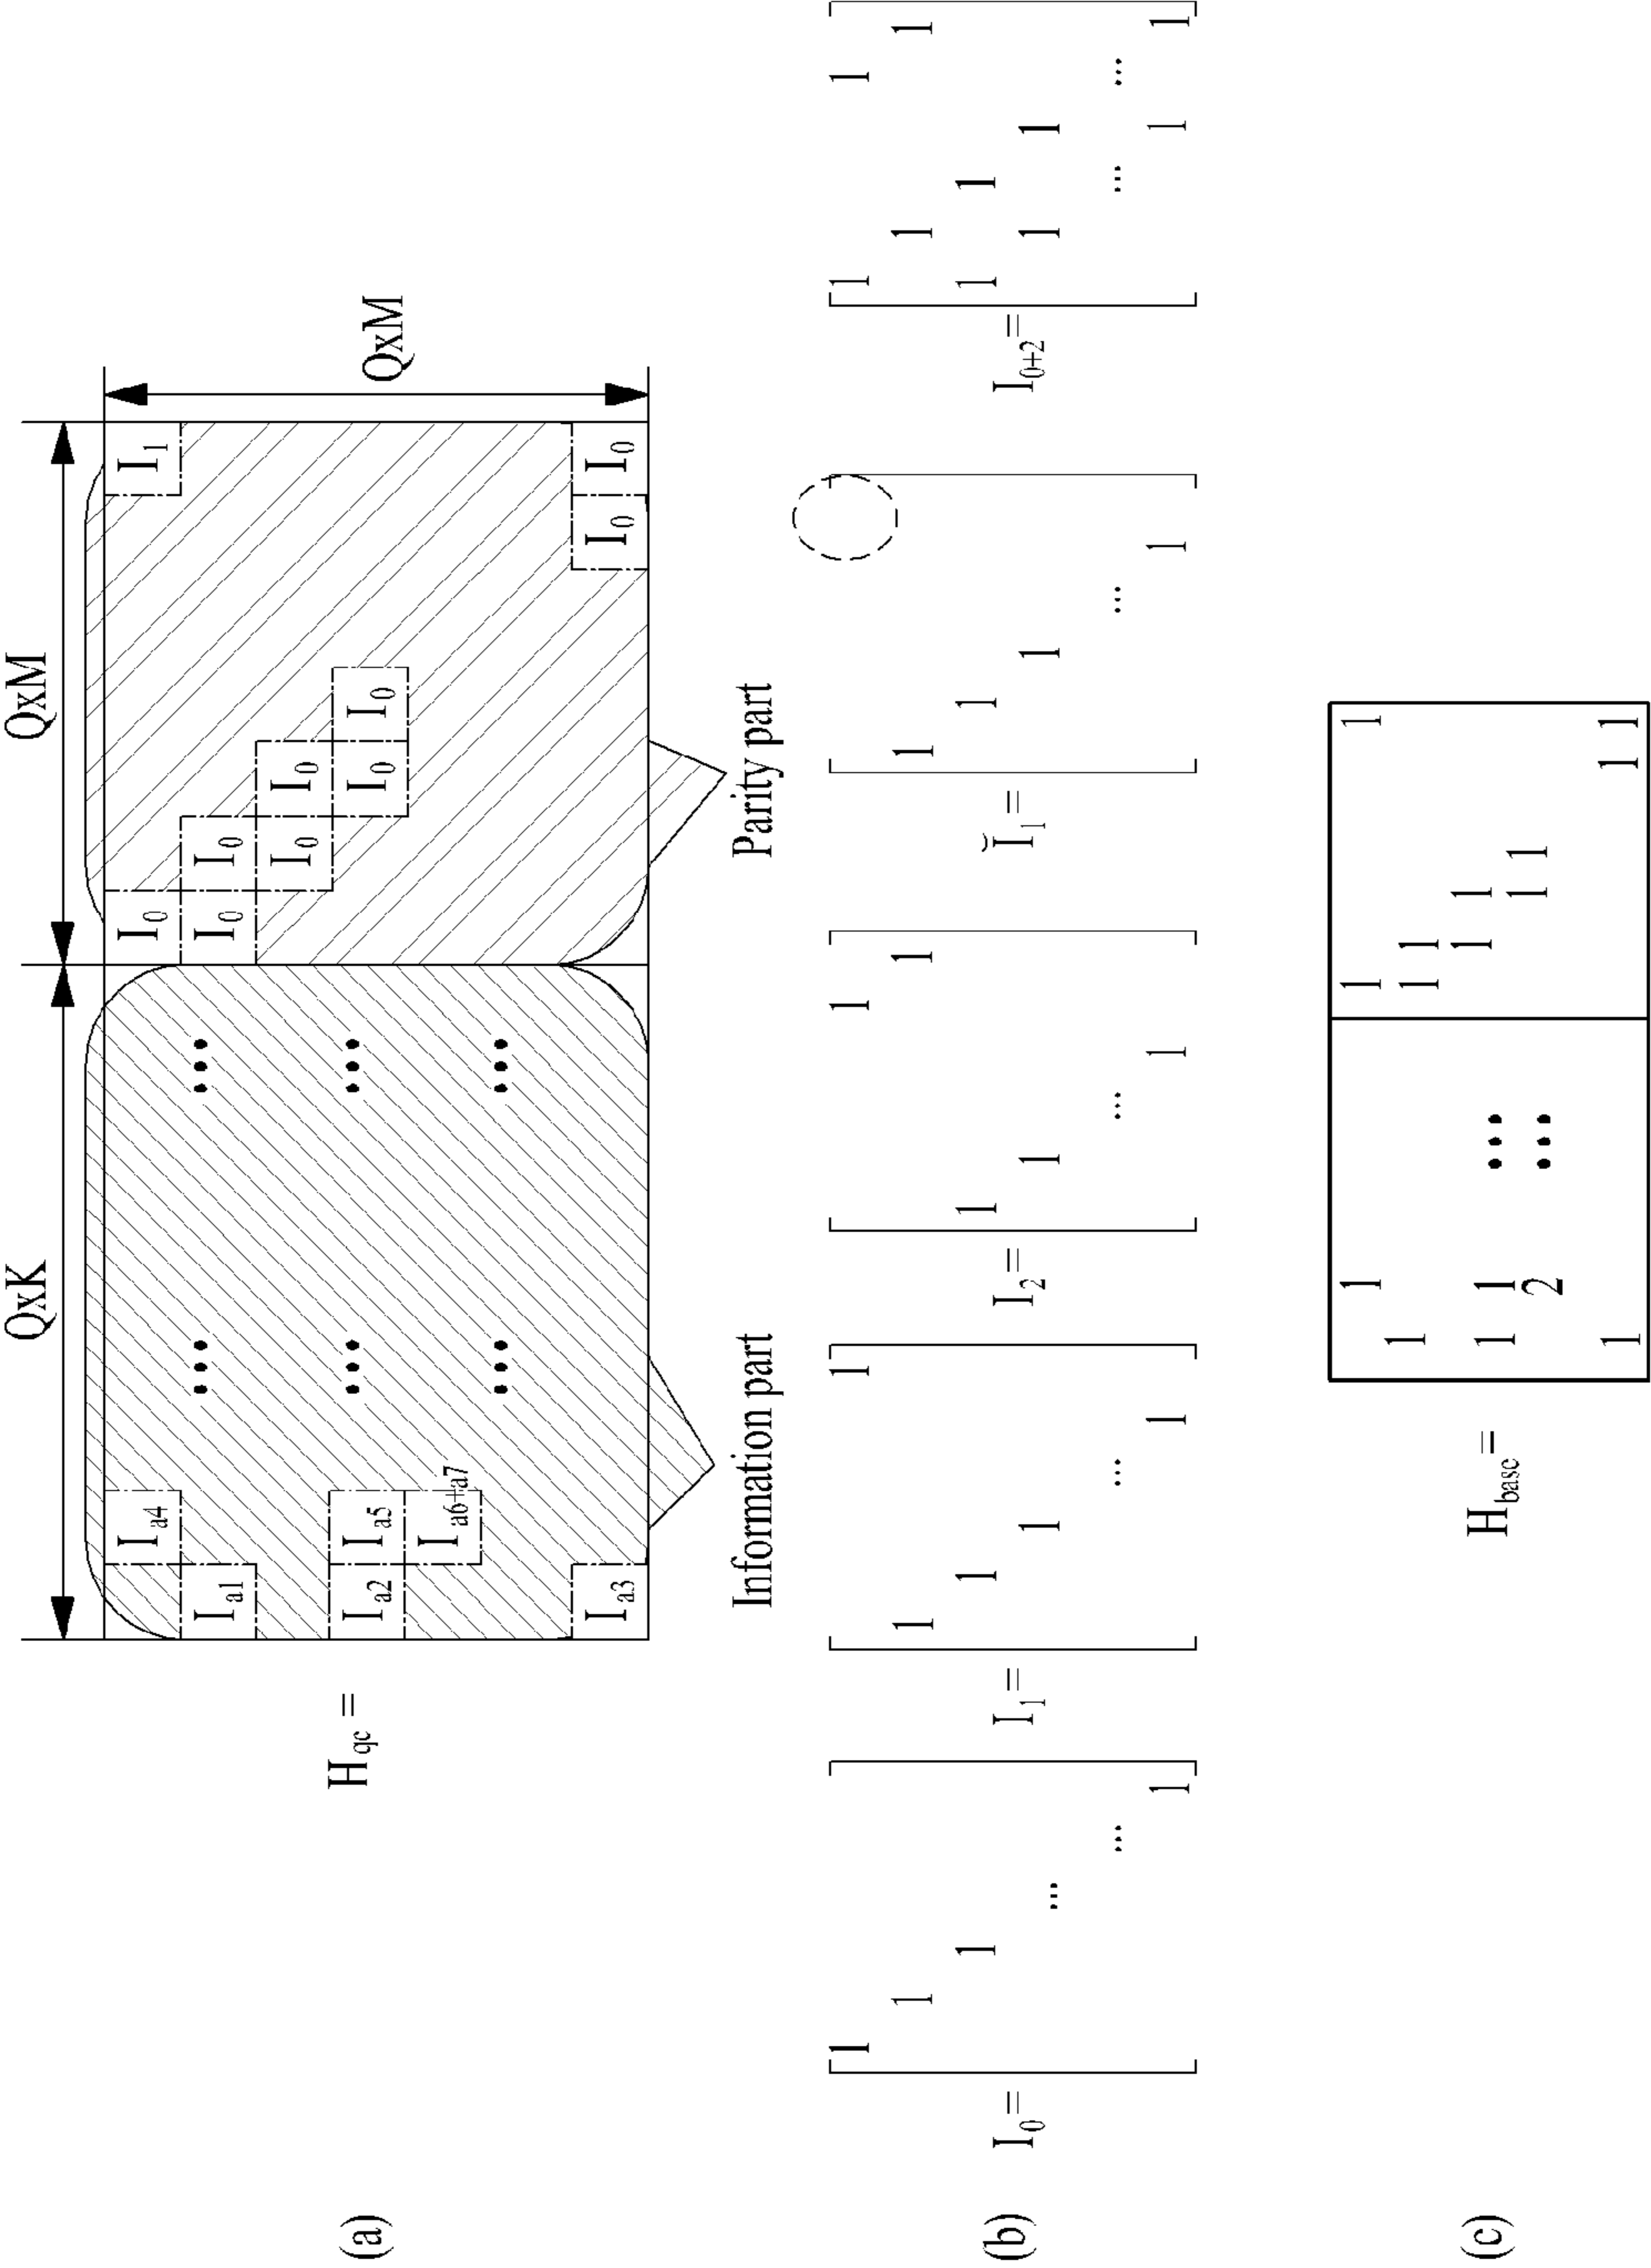 QxK QxM
I_a4 I_0 I_1
I_a1 ... ... I_0 I_0
I_0 I_0
(a) H_qc = I_a2 I_a5 ... ... I_0 I_0 QxM
I_a6+a7
... ...
I_a3 I_0 I_0
Information part Parity part
1 1 1 1 1
1 1 1 1 1 1
1 1 1 1 1 1
(b) I_0= ... I_1= 1 I_2= 1 Ĭ_1= 1 I_0+2= 1 1
... ... ... ... ... ...
1 1 1 1 1 1
1 1 1
1 1 1
1 1
(c) H_base= 1 1 ...
2 ... 1 1
1 1 1